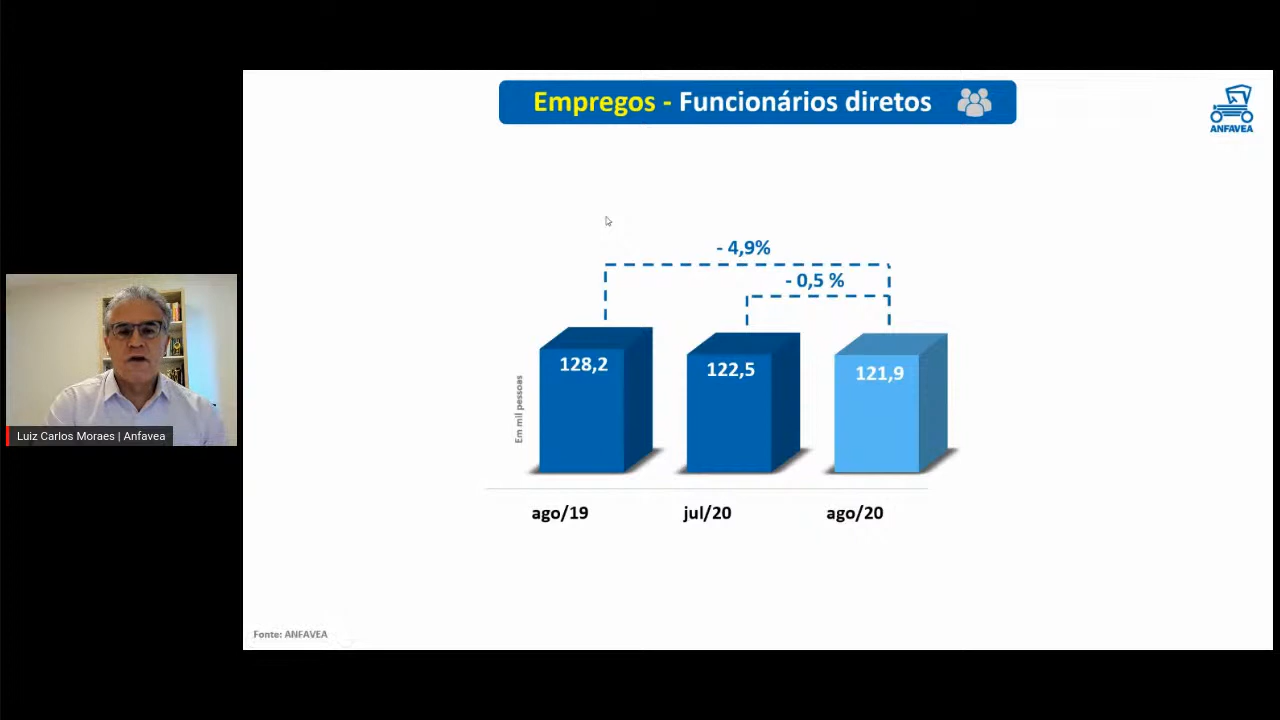 Empregos - Funcionários diretos
ANFAVEA
- 4,9%
- 0,5 %
128,2
122,5
121,9
Em mil pessoas
Luiz Carlos Moraes | Anfavea
ago/19
jul/20
ago/20
Fonte: ANFAVEA